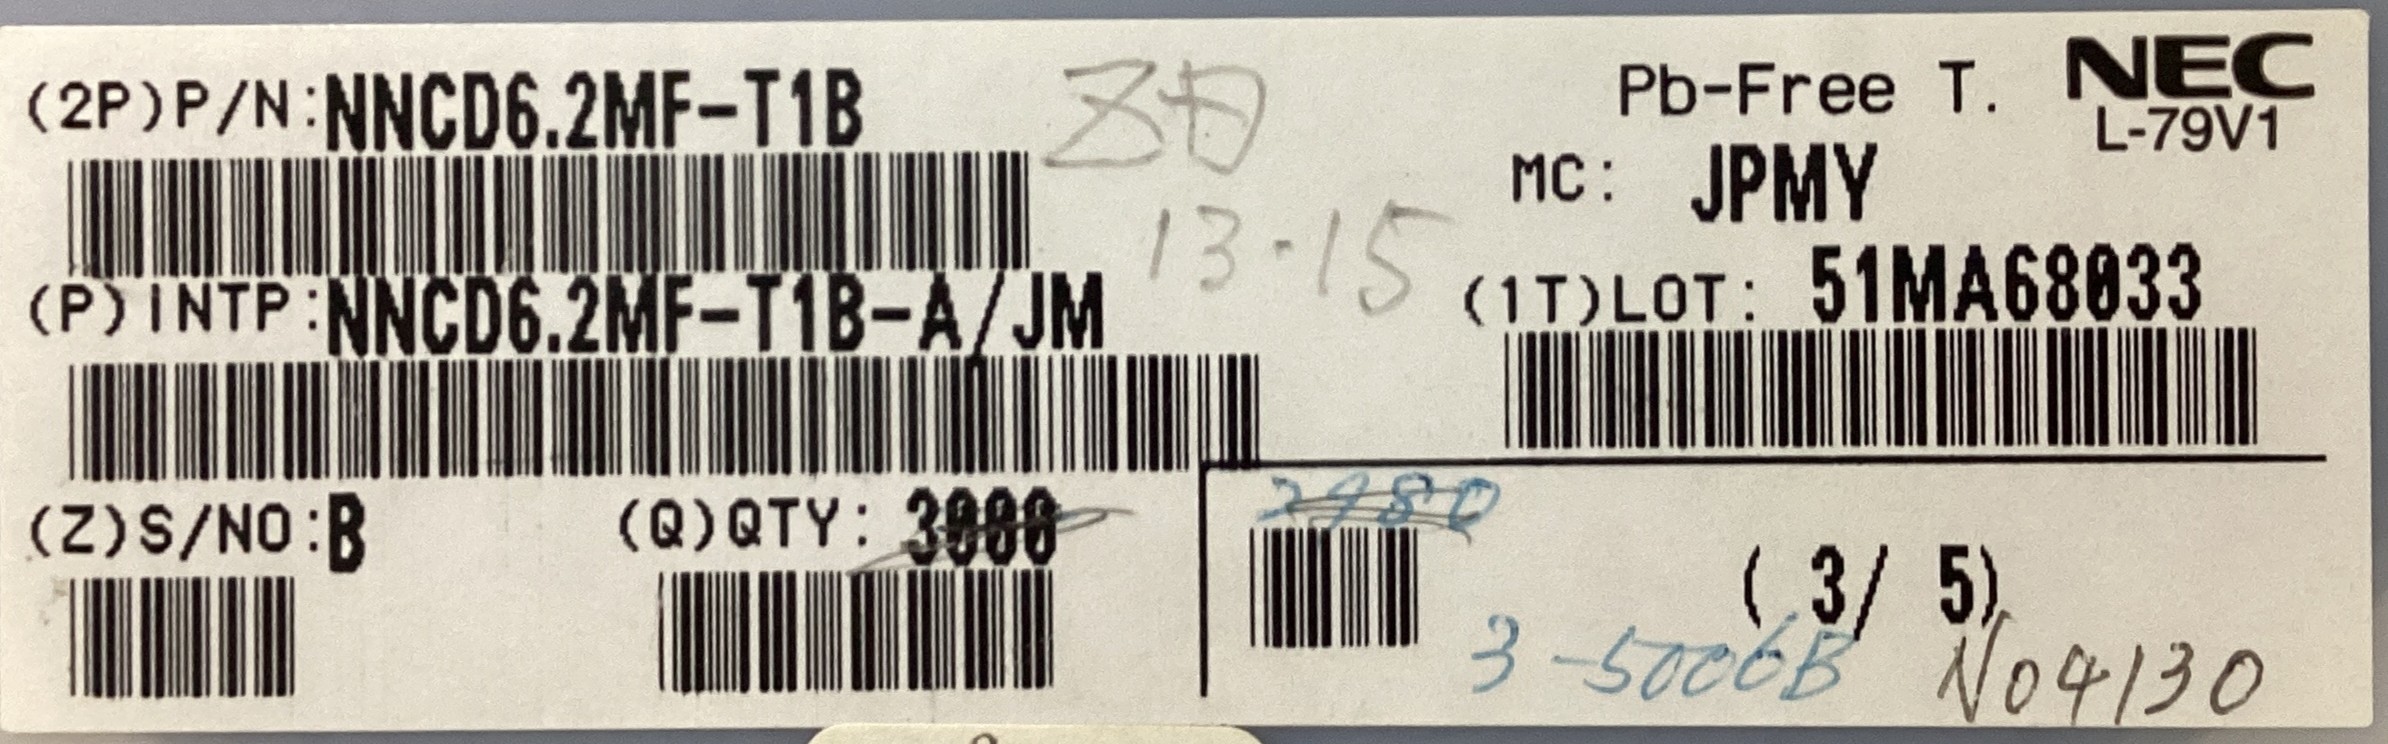 (2P)P/N:NNCD6.2MF-T1B
Pb-Free T.
NEC
L-79V1
MC: JPMY
13-15
(P)INTP:NNCD6.2MF-T1B-A/JM
(1T)LOT: 51MA68033
(Z)S/NO:B
(Q)QTY: 3000
2980
( 3/ 5)
3-5006B
No4130